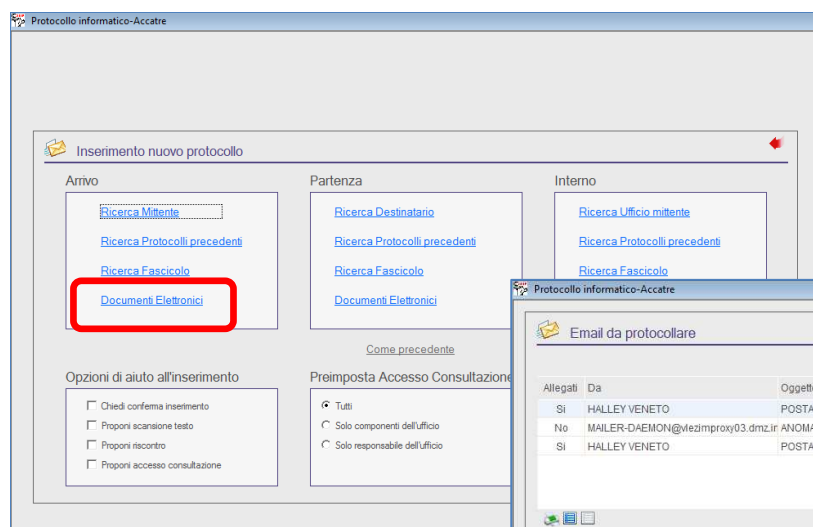 Protocollo informatico-Accatre
Inserimento nuovo protocollo
Arrivo
Ricerca Mittente
Ricerca Protocolli precedenti
Ricerca Fascicolo
Documenti Elettronici
Partenza
Ricerca Destinatario
Ricerca Protocolli precedenti
Ricerca Fascicolo
Documenti Elettronici
Interno
Ricerca Ufficio mittente
Ricerca Protocolli precedenti
Ricerca Fascicolo
Come precedente
Opzioni di aiuto all'inserimento
Chiedi conferma inserimento
Proponi scansione testo
Proponi riscontro
Proponi accesso consultazione
Preimposta Accesso Consultazione
Tutti
Solo componenti dell'ufficio
Solo responsabile dell'ufficio
Protocollo informatico-Accatre
Email da protocollare
Allegati Da Oggetto
Si HALLEY VENETO POSTA
No MAILER-DAEMON@vlezimproxy03.dmz.ir ANOMA
Si HALLEY VENETO POSTA